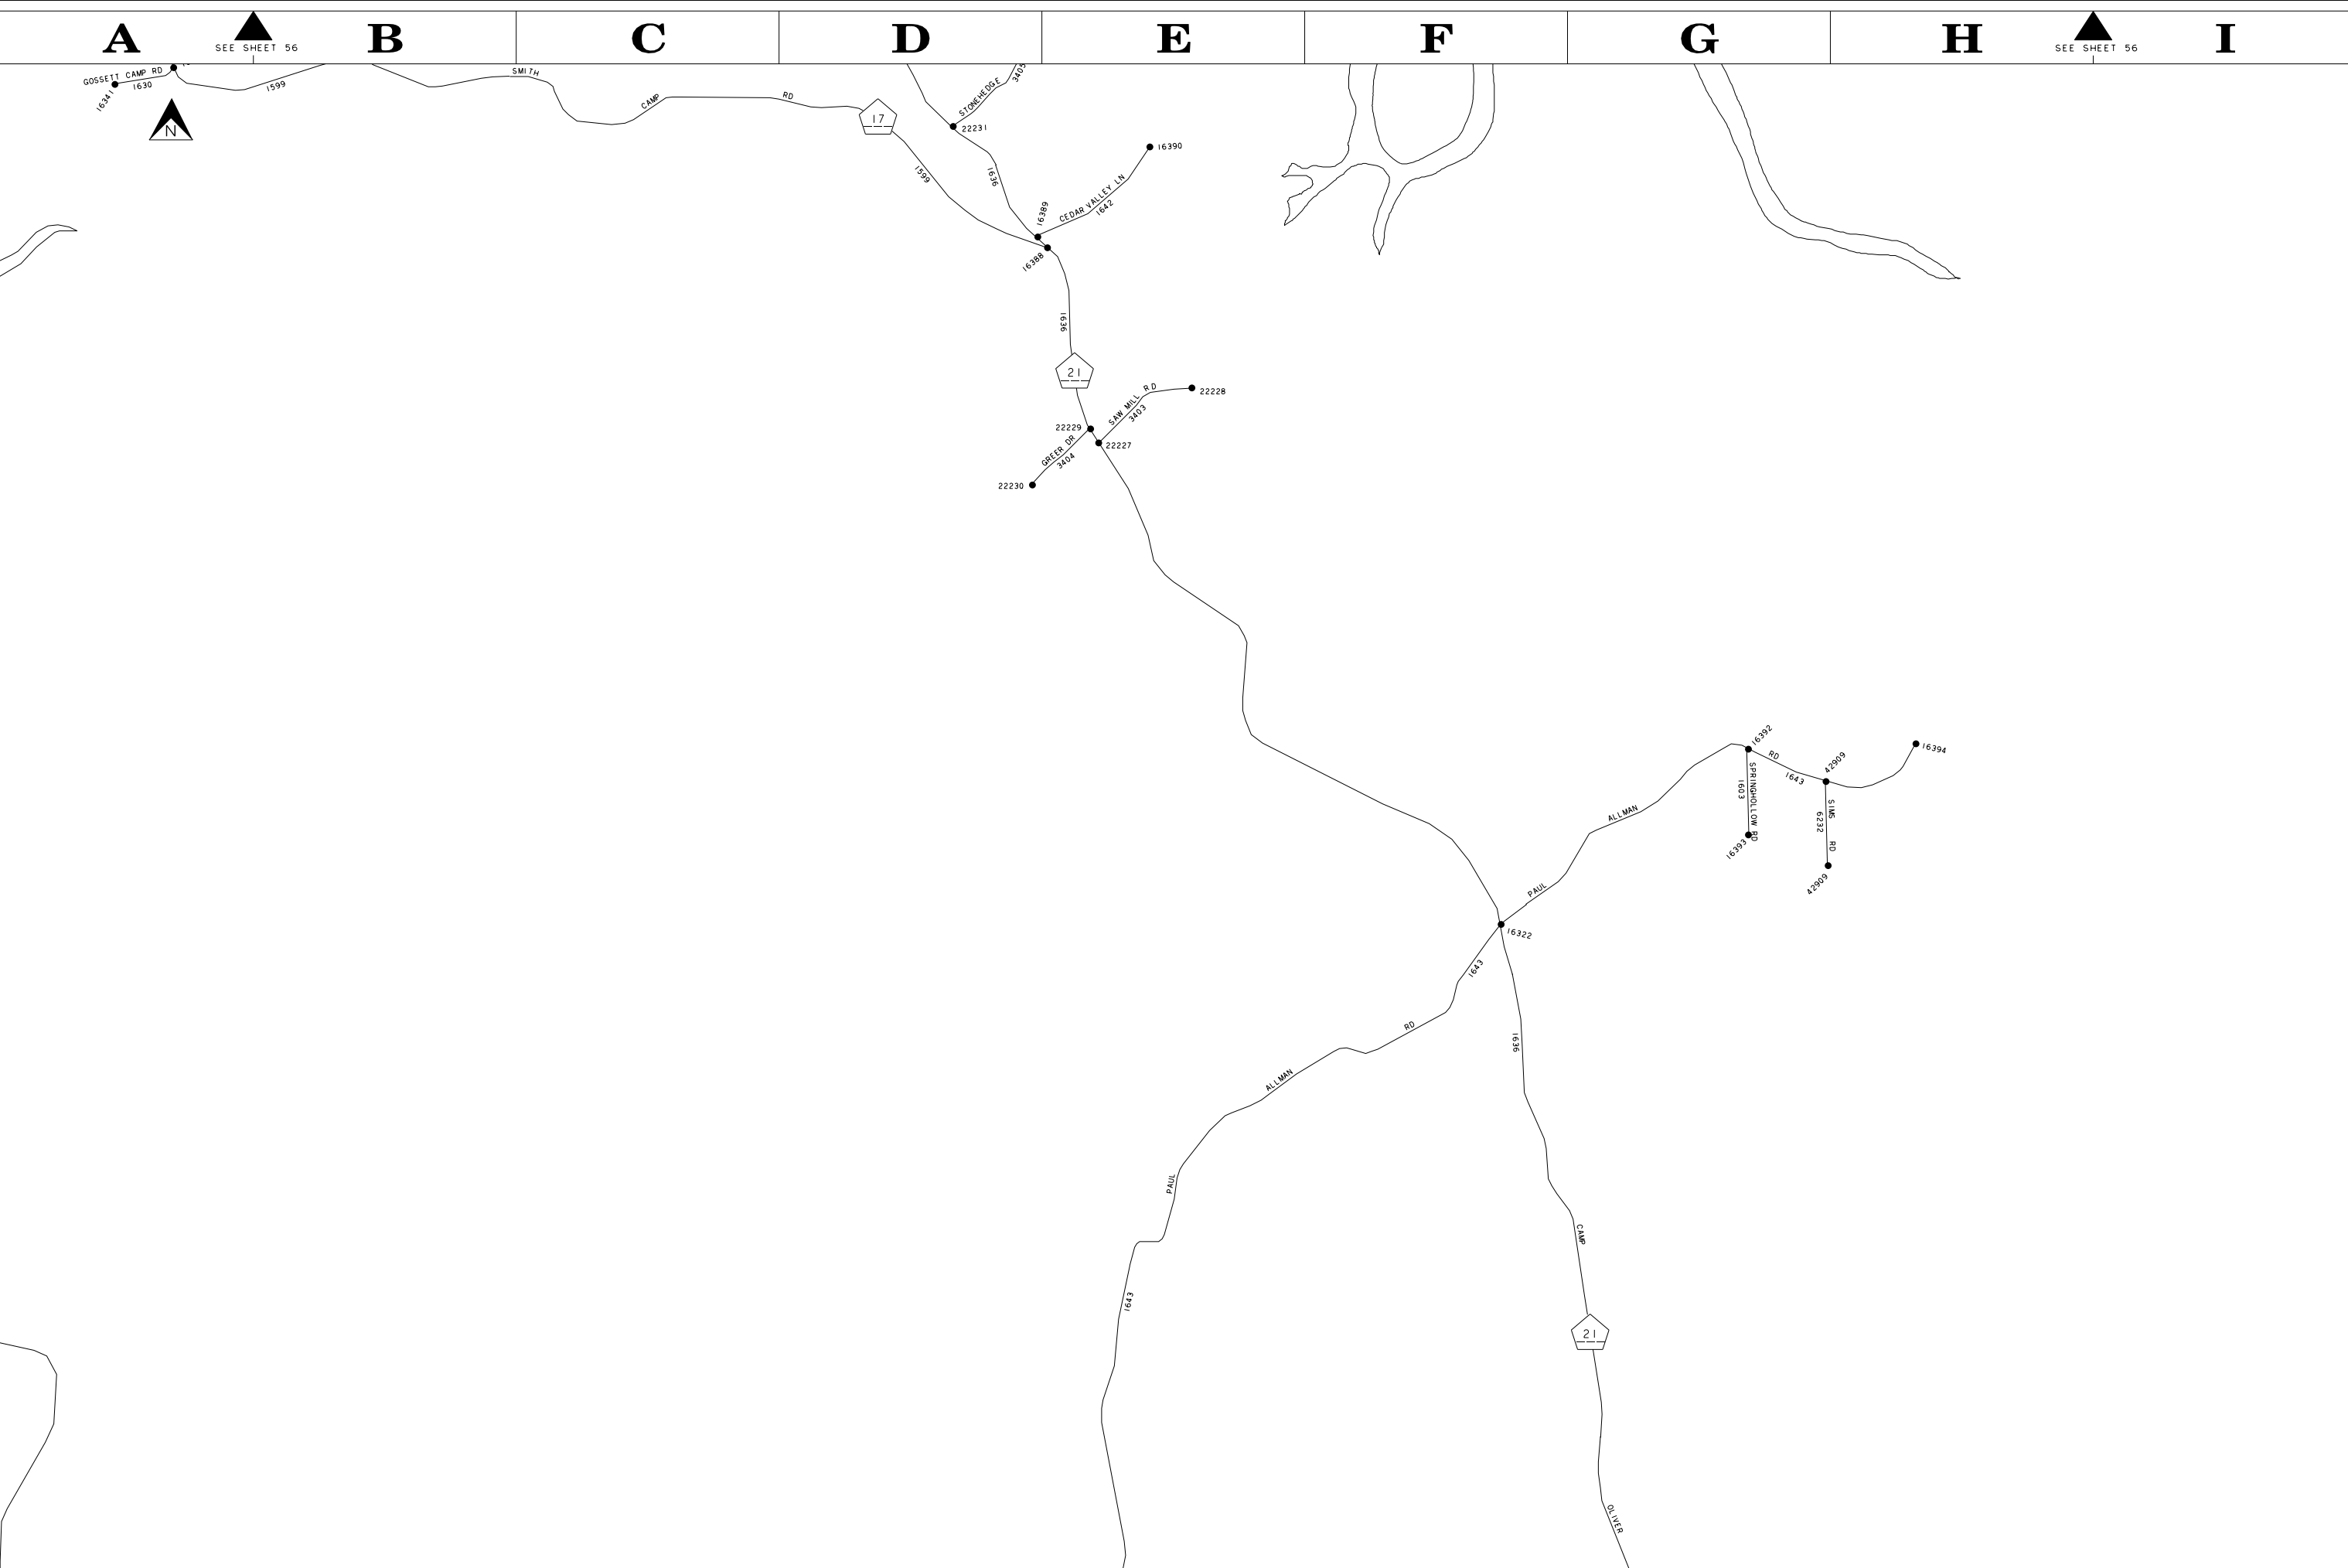 A
SEE SHEET 56
B
C
D
E
F
G
H
SEE SHEET 56
I
GOSSETT CAMP RD
1630
16341
1599
SMITH
CAMP
RD
17
STONEHEDGE
3405
22231
N
16390
1599
1636
16389
CEDAR VALLEY LN
1642
16388
1636
21
SAW MILL RD
3403
22228
22229
22227
GREER DR
3404
22230
16392
RD
1643
42909
16394
SPRINGHOLLOW RD
1603
16393
SIMS RD
6232
42909
ALLMAN
PAUL
16322
1643
RD
1636
ALLMAN
PAUL
CAMP
1643
21
OLIVER